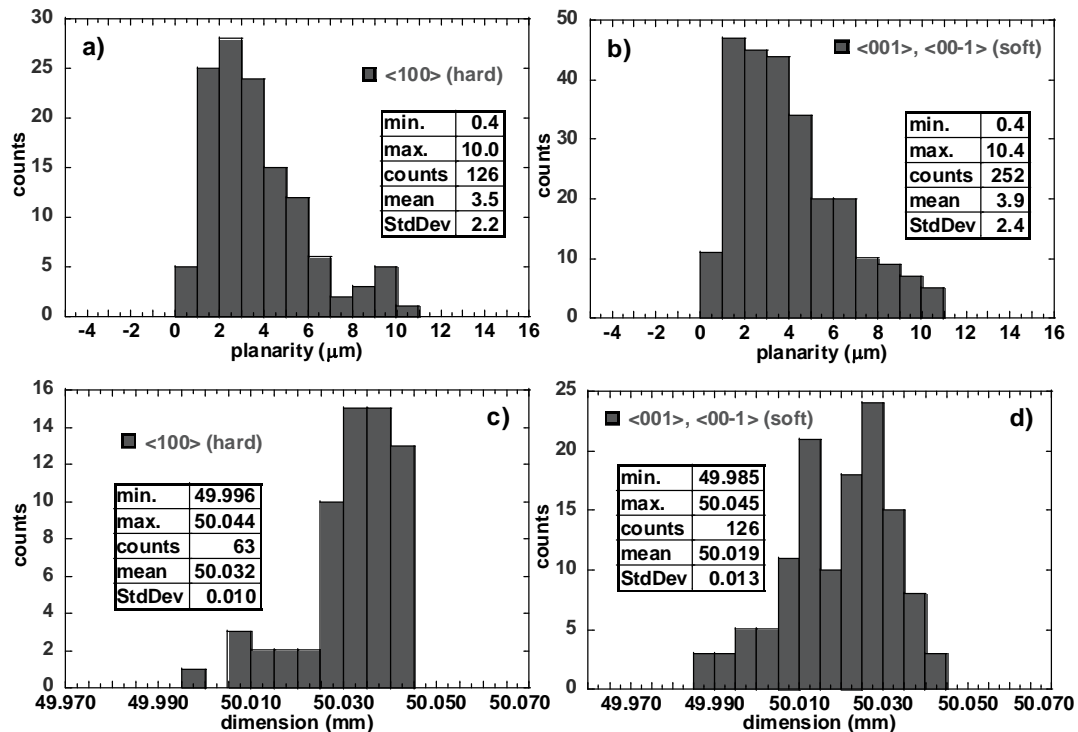 a)
<100> (hard)
min. 0.4
max. 10.0
counts 126
mean 3.5
StdDev 2.2
counts
30
25
20
15
10
5
0
-4 -2 0 2 4 6 8 10 12 14 16
planarity (μm)
b)
<001>, <00-1> (soft)
min. 0.4
max. 10.4
counts 252
mean 3.9
StdDev 2.4
counts
50
40
30
20
10
0
-4 -2 0 2 4 6 8 10 12 14 16
planarity (μm)
c)
<100> (hard)
min. 49.996
max. 50.044
counts 63
mean 50.032
StdDev 0.010
counts
16
14
12
10
8
6
4
2
0
49.970 49.990 50.010 50.030 50.050 50.070
dimension (mm)
d)
<001>, <00-1> (soft)
min. 49.985
max. 50.045
counts 126
mean 50.019
StdDev 0.013
counts
25
20
15
10
5
0
49.970 49.990 50.010 50.030 50.050 50.070
dimension (mm)